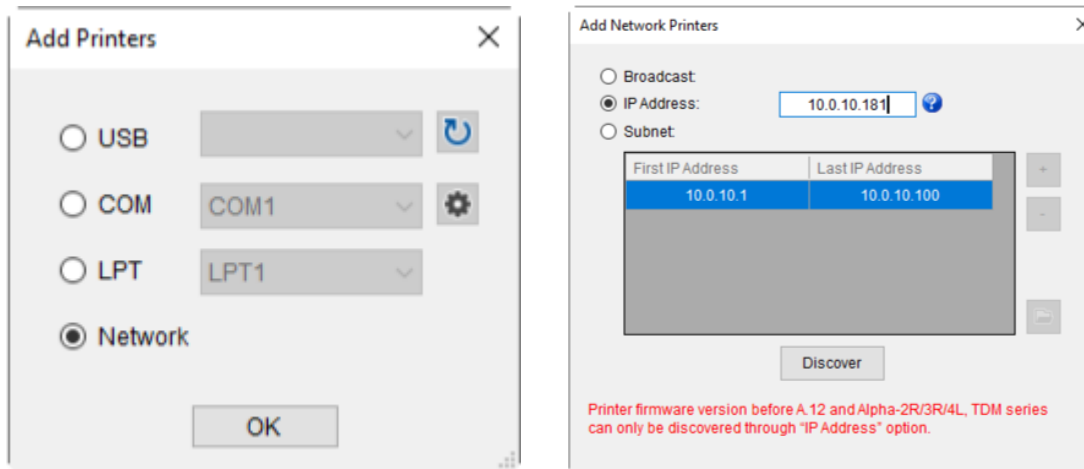 Add Printers
USB
COM COM1
LPT LPT1
Network
OK
Add Network Printers
Broadcast:
IP Address: 10.0.10.181
Subnet:
First IP Address Last IP Address
10.0.10.1 10.0.10.100
+
-
Discover
Printer firmware version before A.12 and Alpha-2R/3R/4L, TDM series
can only be discovered through “IP Address” option.